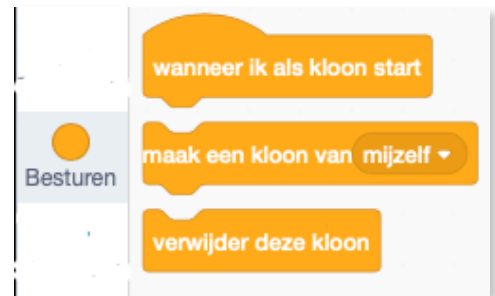 wanneer ik als kloon start
maak een kloon van mijzelf
Besturen
verwijder deze kloon